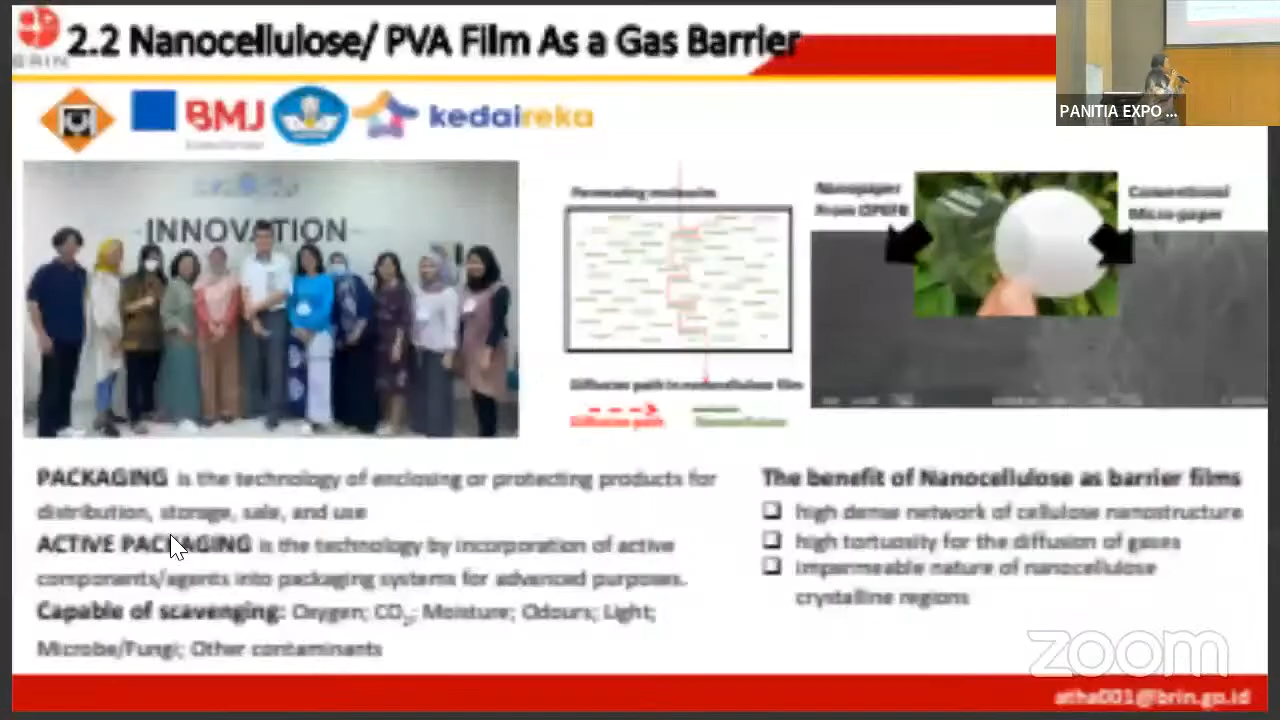 BRIN
2.2 Nanocellulose/ PVA Film As a Gas Barrier
PANITIA EXPO ...
BMJ
kedaireka
INNOVATION
Permeating molecules
Nanopaper
From OPEFB
Conventional
Micro-paper
Diffusion path in nanocellulose film
Diffusion path
Nanocellulose
PACKAGING is the technology of enclosing or protecting products for
distribution, storage, sale, and use
ACTIVE PACKAGING is the technology by incorporation of active
components/agents into packaging systems for advanced purposes.
Capable of scavenging: Oxygen; CO₂; Moisture; Odours; Light;
Microbe/Fungi; Other contaminants
The benefit of Nanocellulose as barrier films
❑ high dense network of cellulose nanostructure
❑ high tortuosity for the diffusion of gases
❑ impermeable nature of nanocellulose
crystalline regions
zoom
atha001@brin.go.id